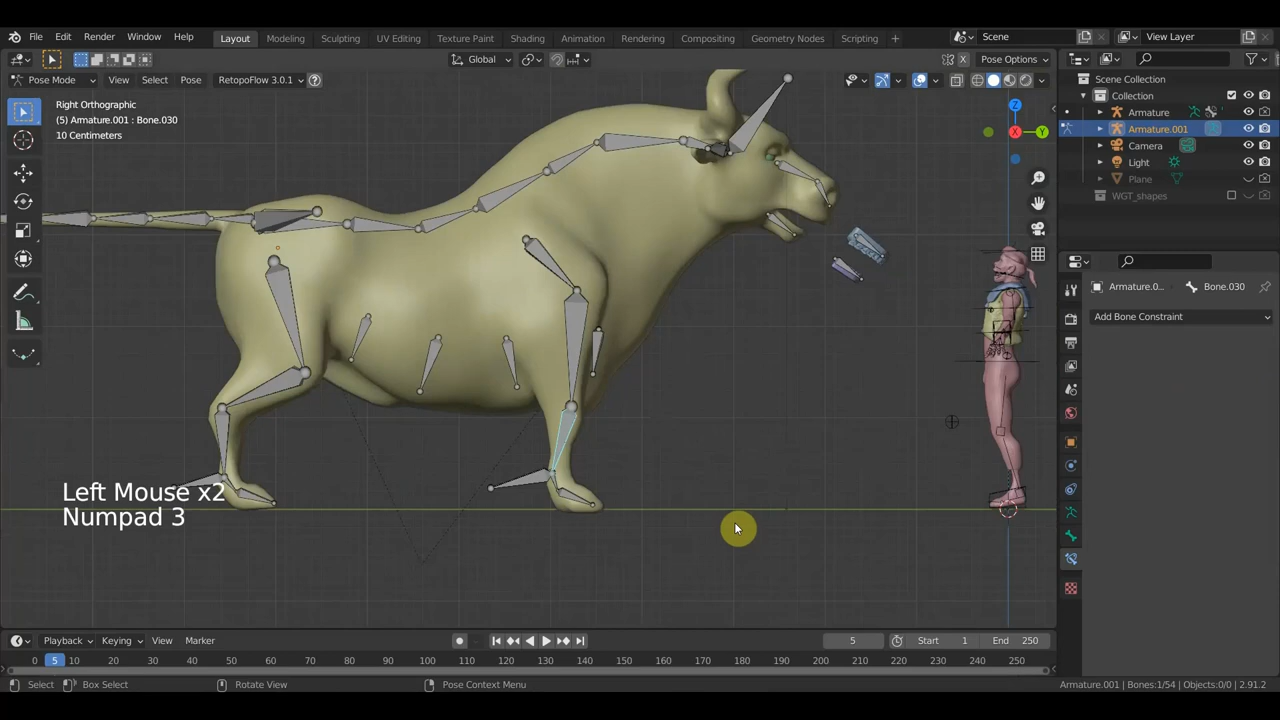 File Edit Render Window Help Layout Modeling Sculpting UV Editing Texture Paint Shading Animation Rendering Compositing Geometry Nodes Scripting + Scene View Layer
Global Pose Options
Pose Mode View Select Pose RetopoFlow 3.0.1 ?
Right Orthographic
(5) Armature.001 : Bone.030
10 Centimeters
Z
X
Y
Scene Collection
Collection
Armature
Armature.001
Camera
Light
Plane
WGT_shapes
Armature.0... Bone.030
Add Bone Constraint
Left Mouse x2
Numpad 3
Playback Keying View Marker 5 Start 1 End 250
0 5 10 20 30 40 50 60 70 80 90 100 110 120 130 140 150 160 170 180 190 200 210 220 230 240 250
Select Box Select Rotate View Pose Context Menu Armature.001 | Bones:1/54 | Objects:0/0 | 2.91.2